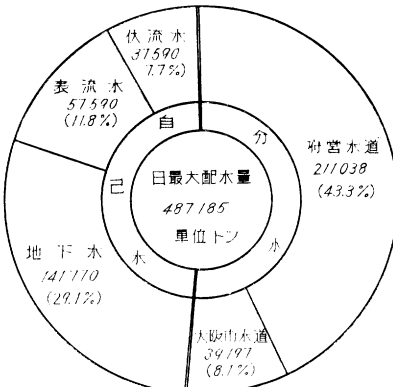 伏流水
37590
7.7%)
表流水
57590
(11.8%)
府営水道
211038
(43.3%)
自己水
分水
日最大配水量
487185
単位トン
地下水
141770
(29.1%)
大阪市水道
39197
(8.1%)